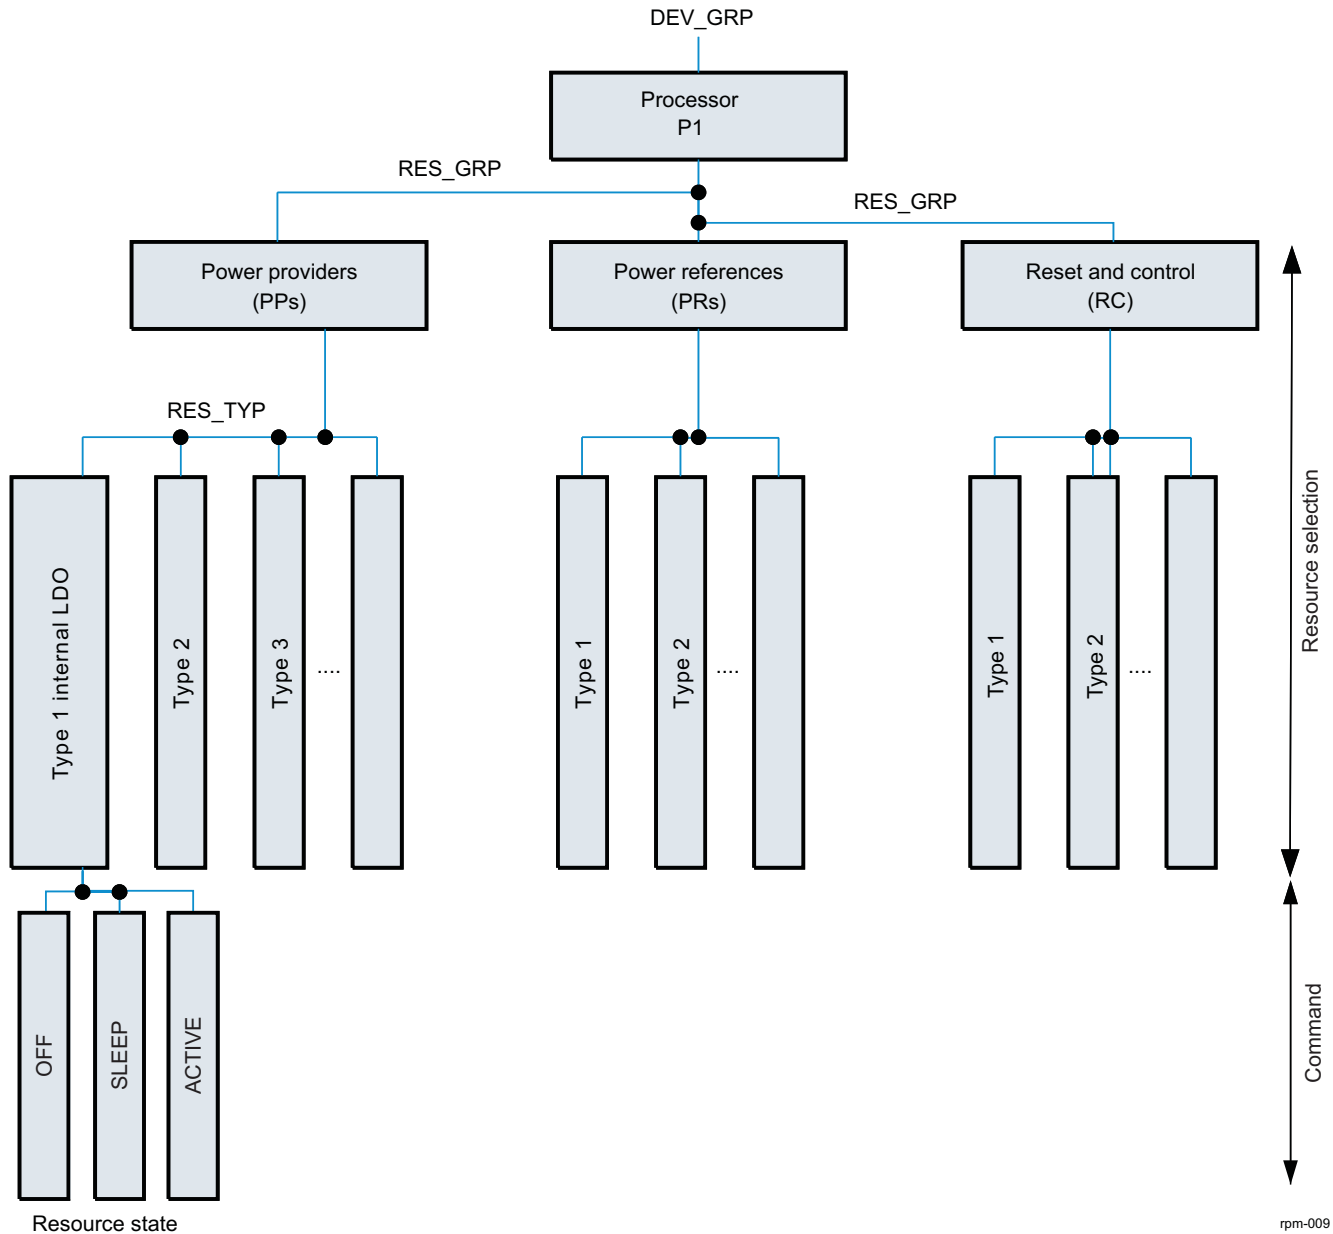 DEV_GRP
Processor
P1
RES_GRP
RES_GRP
Power providers
(PPs)
Power references
(PRs)
Reset and control
(RC)
RES_TYP
Type 1 internal LDO
Type 2
Type 3
....
Type 1
Type 2
....
Type 1
Type 2
....
Resource selection
OFF
SLEEP
ACTIVE
Command
Resource state
rpm-009